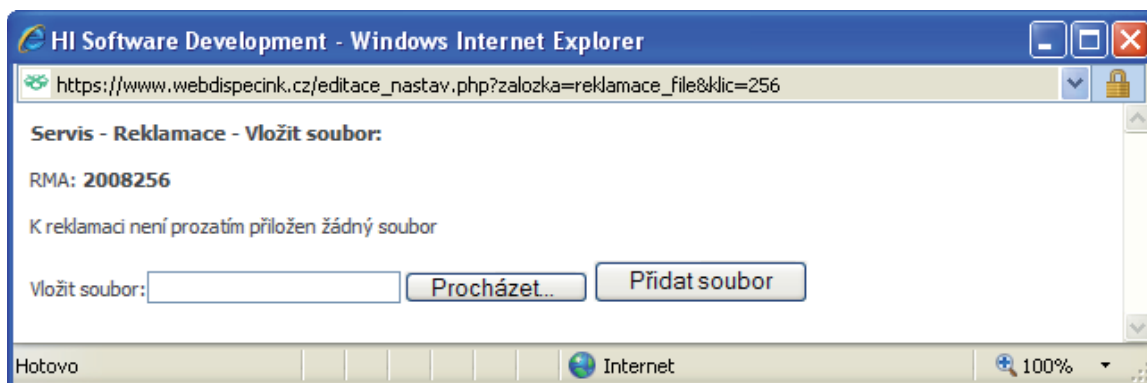 HI Software Development - Windows Internet Explorer
https://www.webdispecink.cz/editace_nastav.php?zalozka=reklamace_file&klic=256
Servis - Reklamace - Vložit soubor:
RMA: 2008256
K reklamaci není prozatím přiložen žádný soubor
Vložit soubor: Procházet... Přidat soubor
Hotovo Internet 100%